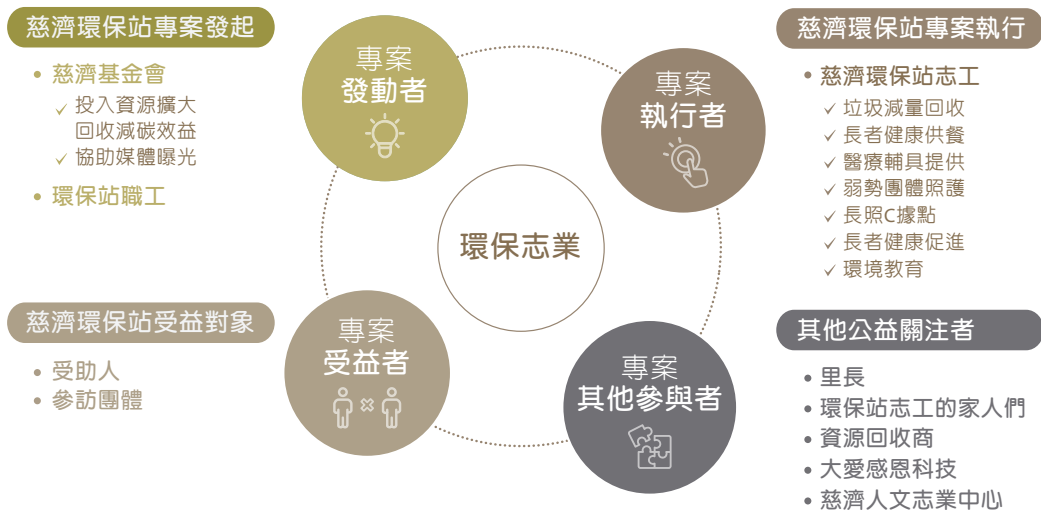 慈濟環保站專案發起
• 慈濟基金會
✓ 投入資源擴大
回收減碳效益
✓ 協助媒體曝光
• 環保站職工
專案
發動者
專案
執行者
慈濟環保站專案執行
• 慈濟環保站志工
✓ 垃圾減量回收
✓ 長者健康供餐
✓ 醫療輔具提供
✓ 弱勢團體照護
✓ 長照C據點
✓ 長者健康促進
✓ 環境教育
環保志業
慈濟環保站受益對象
• 受助人
• 參訪團體
專案
受益者
專案
其他參與者
其他公益關注者
• 里長
• 環保站志工的家人們
• 資源回收商
• 大愛感恩科技
• 慈濟人文志業中心